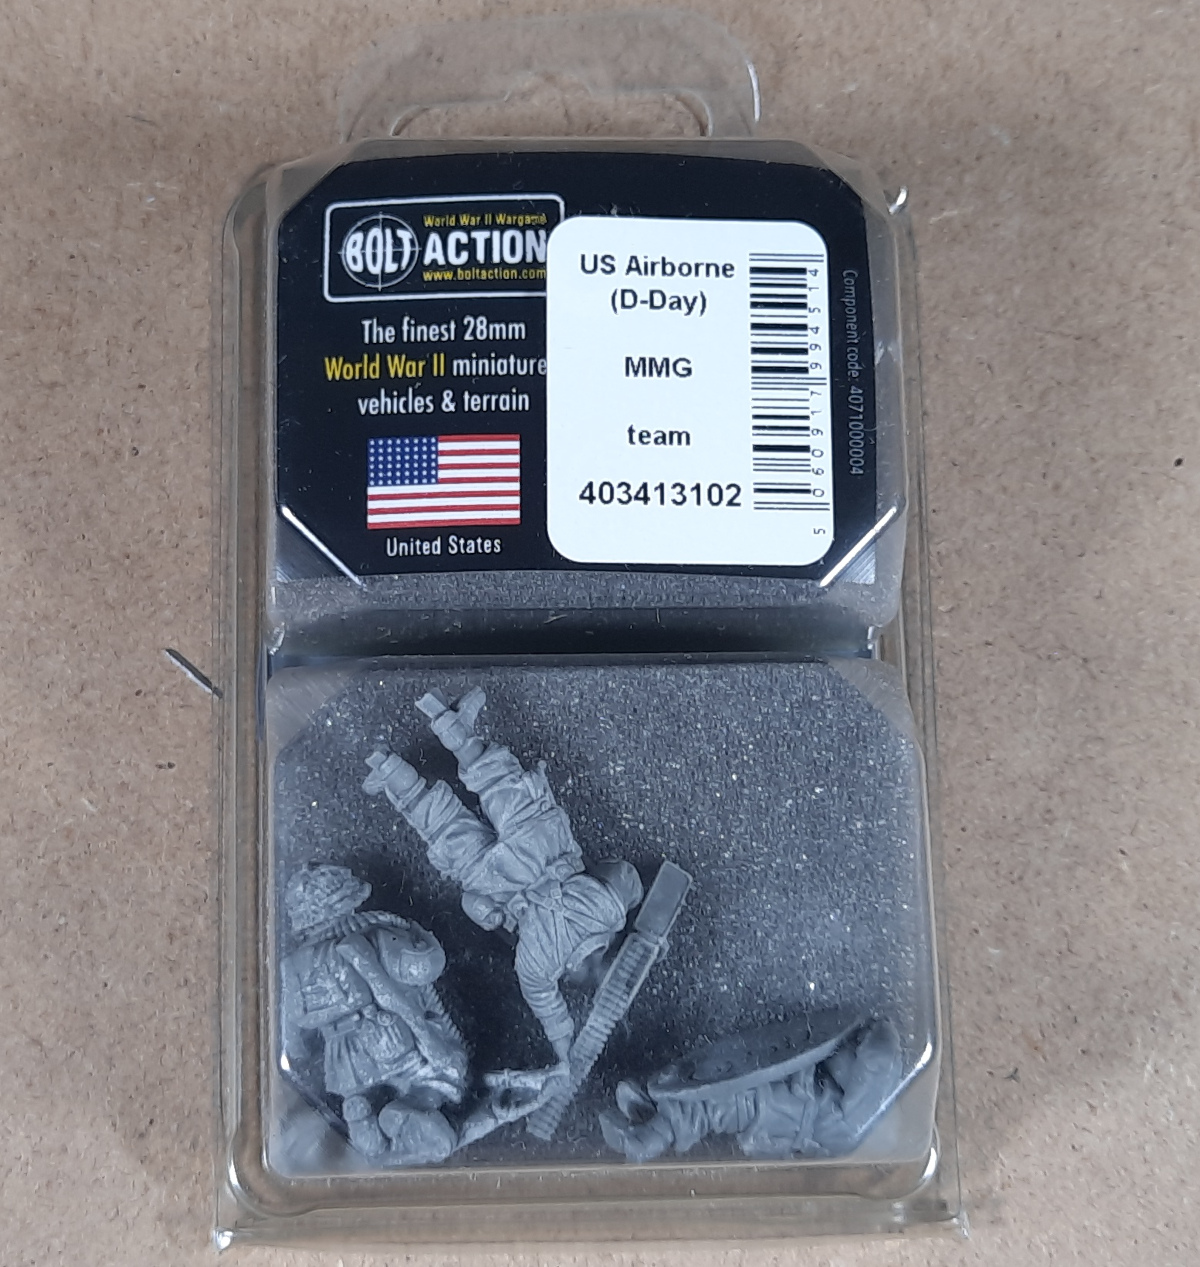 World War II Wargame
BOLT ACTION
www.boltaction.com
The finest 28mm
World War II miniature
vehicles & terrain
United States
US Airborne
(D-Day)
MMG
team
403413102
5 060917 994514
Component code: 4071000004